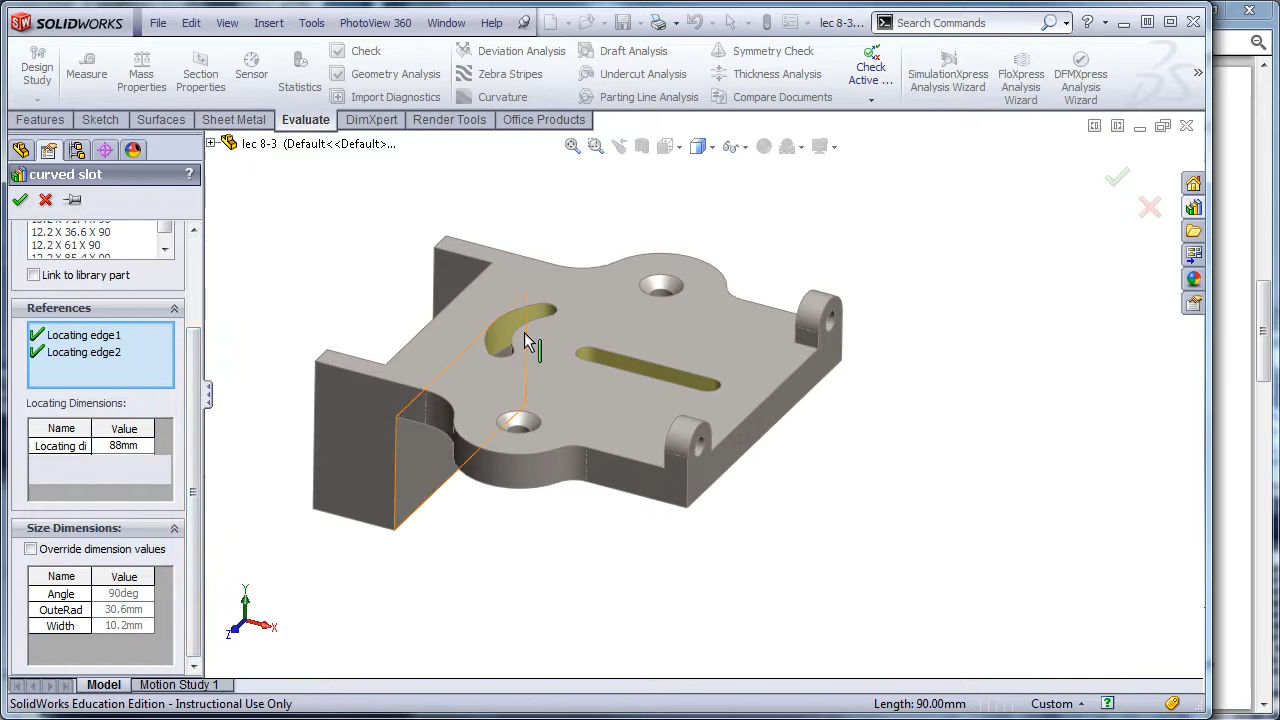 SOLIDWORKS File Edit View Insert Tools PhotoView 360 Window Help lec 8-3... Search Commands
Design Study
Measure
Mass Properties
Section Properties
Sensor
Statistics
Check
Geometry Analysis
Import Diagnostics
Deviation Analysis
Zebra Stripes
Curvature
Draft Analysis
Undercut Analysis
Parting Line Analysis
Symmetry Check
Thickness Analysis
Compare Documents
Check Active ...
SimulationXpress Analysis Wizard
FloXpress Analysis Wizard
DFMXpress Analysis Wizard
Features Sketch Surfaces Sheet Metal Evaluate DimXpert Render Tools Office Products
lec 8-3 (Default<<Default>...
curved slot ?
12.2 X 36.6 X 90
12.2 X 61 X 90
Link to library part
References
Locating edge1
Locating edge2
Locating Dimensions:
Name Value
Locating di 88mm
Size Dimensions:
Override dimension values
Name Value
Angle 90deg
OuteRad 30.6mm
Width 10.2mm
Y
X
Z
Model Motion Study 1
SolidWorks Education Edition - Instructional Use Only Length: 90.00mm Custom ?